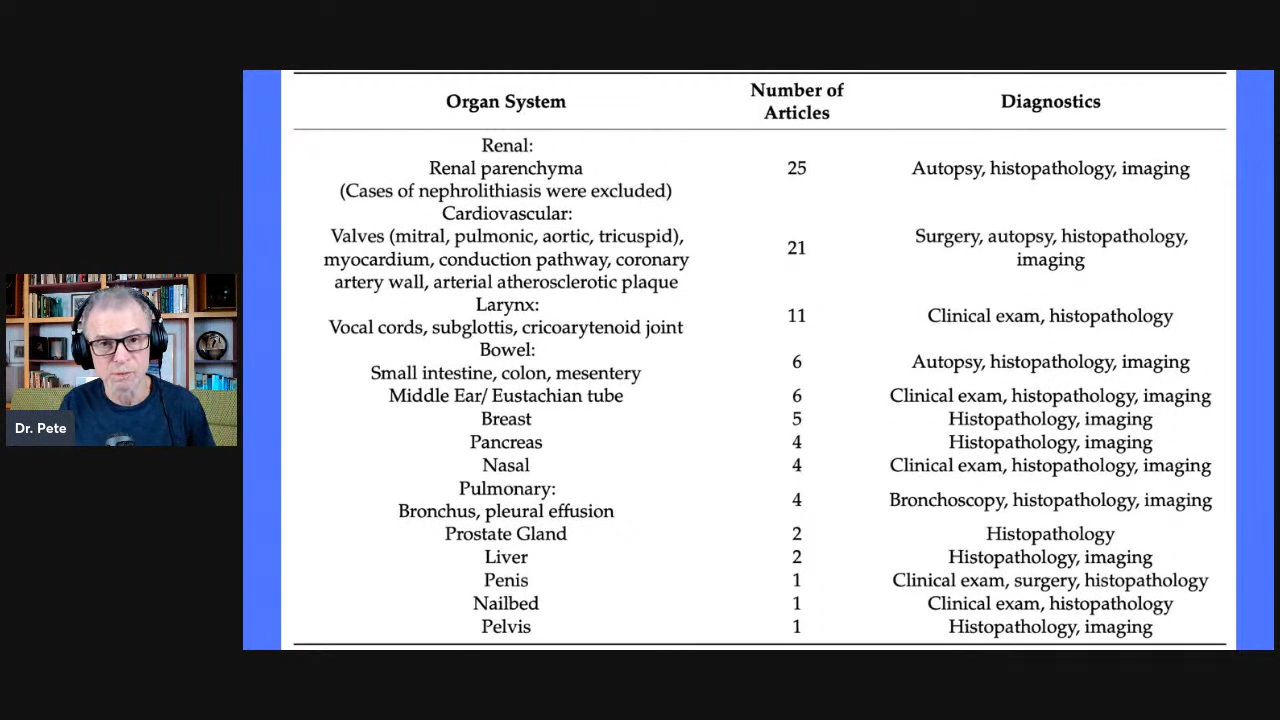 Organ System
Number of
Articles
Diagnostics
Renal:
Renal parenchyma
(Cases of nephrolithiasis were excluded)
25
Autopsy, histopathology, imaging
Cardiovascular:
Valves (mitral, pulmonic, aortic, tricuspid),
myocardium, conduction pathway, coronary
artery wall, arterial atherosclerotic plaque
21
Surgery, autopsy, histopathology,
imaging
Larynx:
Vocal cords, subglottis, cricoarytenoid joint
11
Clinical exam, histopathology
Bowel:
Small intestine, colon, mesentery
6
Autopsy, histopathology, imaging
Middle Ear/ Eustachian tube
6
Clinical exam, histopathology, imaging
Breast
5
Histopathology, imaging
Pancreas
4
Histopathology, imaging
Nasal
4
Clinical exam, histopathology, imaging
Pulmonary:
Bronchus, pleural effusion
4
Bronchoscopy, histopathology, imaging
Prostate Gland
2
Histopathology
Liver
2
Histopathology, imaging
Penis
1
Clinical exam, surgery, histopathology
Nailbed
1
Clinical exam, histopathology
Pelvis
1
Histopathology, imaging
Dr. Pete